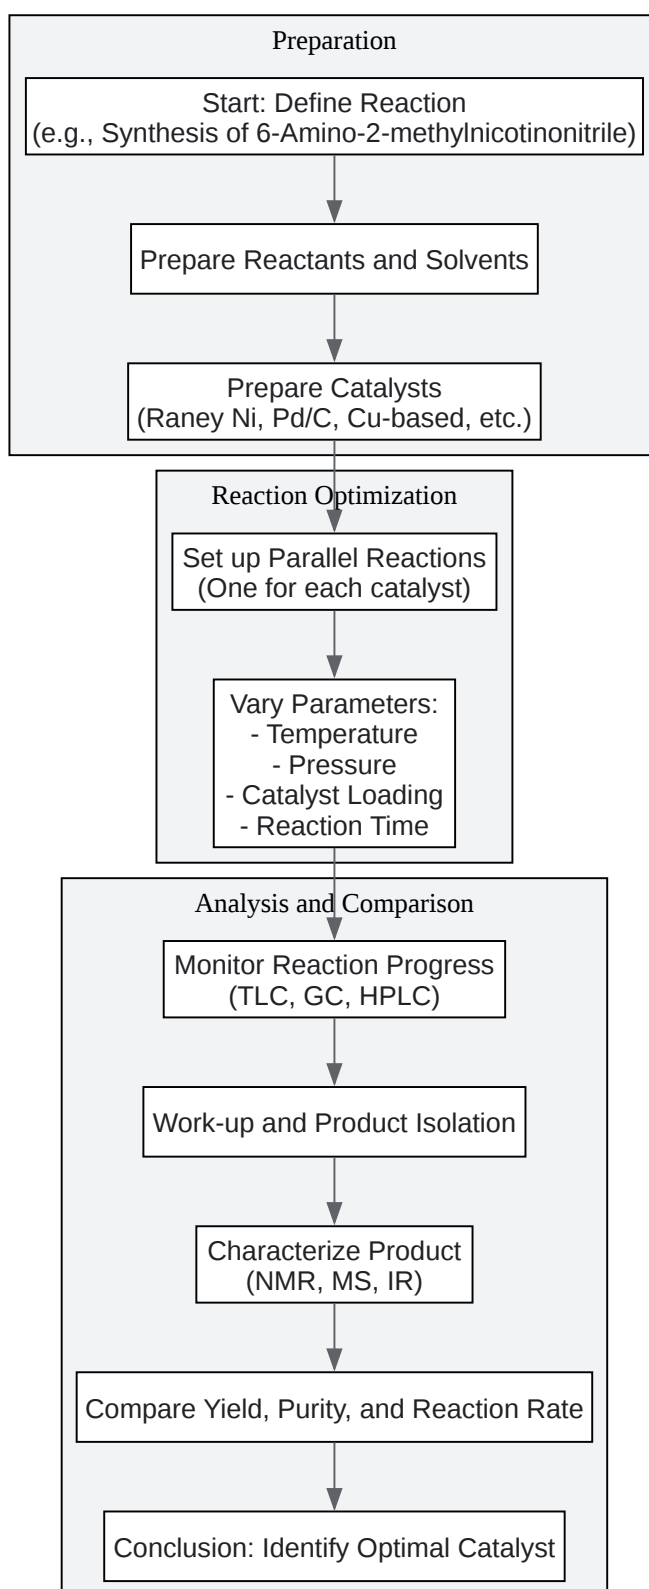 Preparation
Start: Define Reaction
(e.g., Synthesis of 6-Amino-2-methylnicotinonitrile)
Prepare Reactants and Solvents
Prepare Catalysts
(Raney Ni, Pd/C, Cu-based, etc.)
Reaction Optimization
Set up Parallel Reactions
(One for each catalyst)
Vary Parameters:
- Temperature
- Pressure
- Catalyst Loading
- Reaction Time
Analysis and Comparison
Monitor Reaction Progress
(TLC, GC, HPLC)
Work-up and Product Isolation
Characterize Product
(NMR, MS, IR)
Compare Yield, Purity, and Reaction Rate
Conclusion: Identify Optimal Catalyst